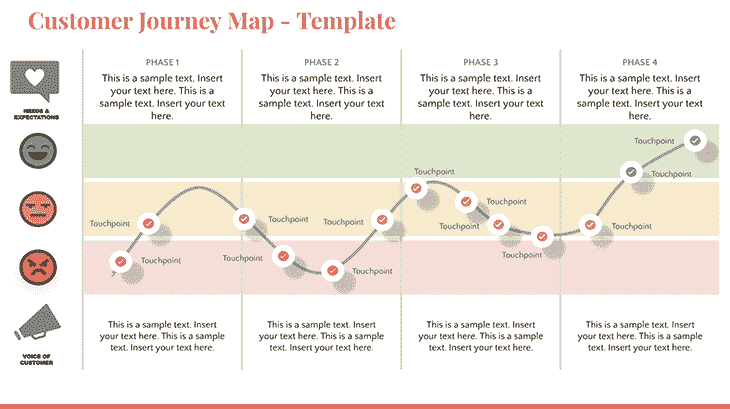 Customer Journey Map - Template
PHASE 1
This is a sample text. Insert
your text here. This is a
sample text. Insert your text
here.
PHASE 2
This is a sample text. Insert
your text here. This is a
sample text. Insert your text
here.
PHASE 3
This is a sample text. Insert
your text here. This is a
sample text. Insert your text
here.
PHASE 4
This is a sample text. Insert
your text here. This is a
sample text. Insert your text
here.
NEEDS &
EXPECTATIONS
Touchpoint
Touchpoint
Touchpoint
Touchpoint
Touchpoint
Touchpoint
Touchpoint
Touchpoint
Touchpoint
Touchpoint
Touchpoint
Touchpoint
Touchpoint
Touchpoint
This is a sample text. Insert
your text here. This is a sample
text. Insert your text here.
This is a sample text. Insert
your text here. This is a sample
text. Insert your text here.
This is a sample text. Insert
your text here. This is a sample
text. Insert your text here.
This is a sample text. Insert
your text here. This is a sample
text. Insert your text here.
VOICE OF
CUSTOMER